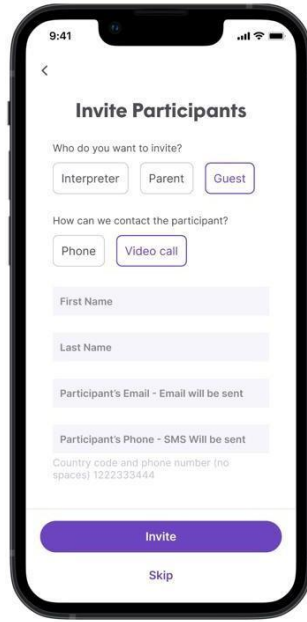 9:41
Invite Participants
Who do you want to invite?
Interpreter Parent Guest
How can we contact the participant?
Phone Video call
First Name
Last Name
Participant's Email - Email will be sent
Participant's Phone - SMS Will be sent
Country code and phone number (no
spaces) 1222333444
Invite
Skip